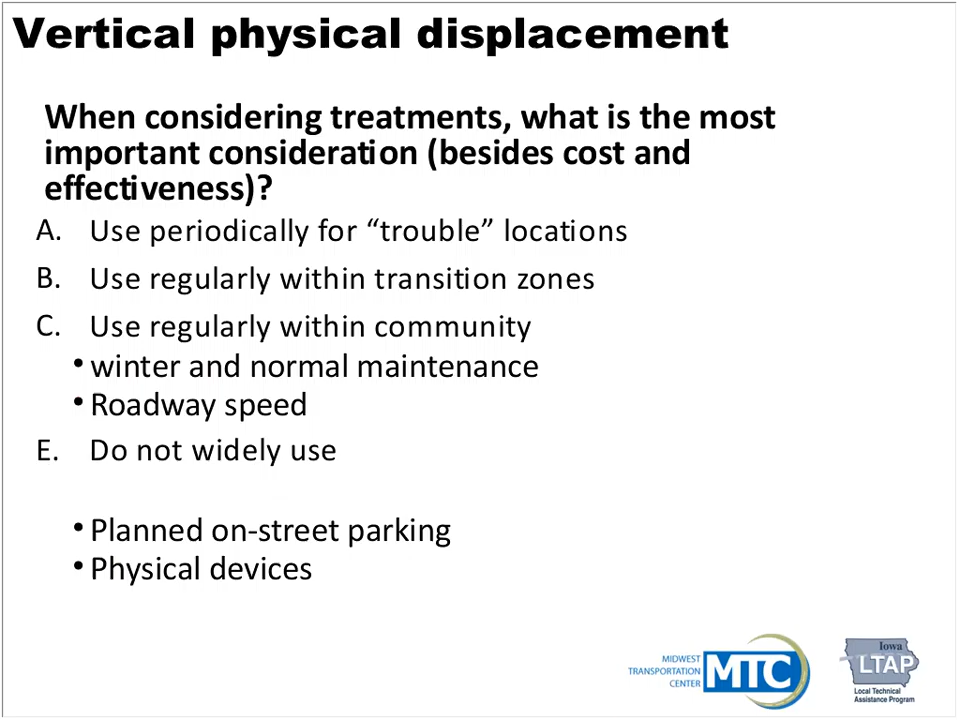 Vertical physical displacement
When considering treatments, what is the most
important consideration (besides cost and
effectiveness)?
A. Use periodically for “trouble” locations
B. Use regularly within transition zones
C. Use regularly within community
• winter and normal maintenance
• Roadway speed
E. Do not widely use
• Planned on-street parking
• Physical devices
MIDWEST
TRANSPORTATION
CENTER
MTC
Iowa
LTAP
Local Technical
Assistance Program